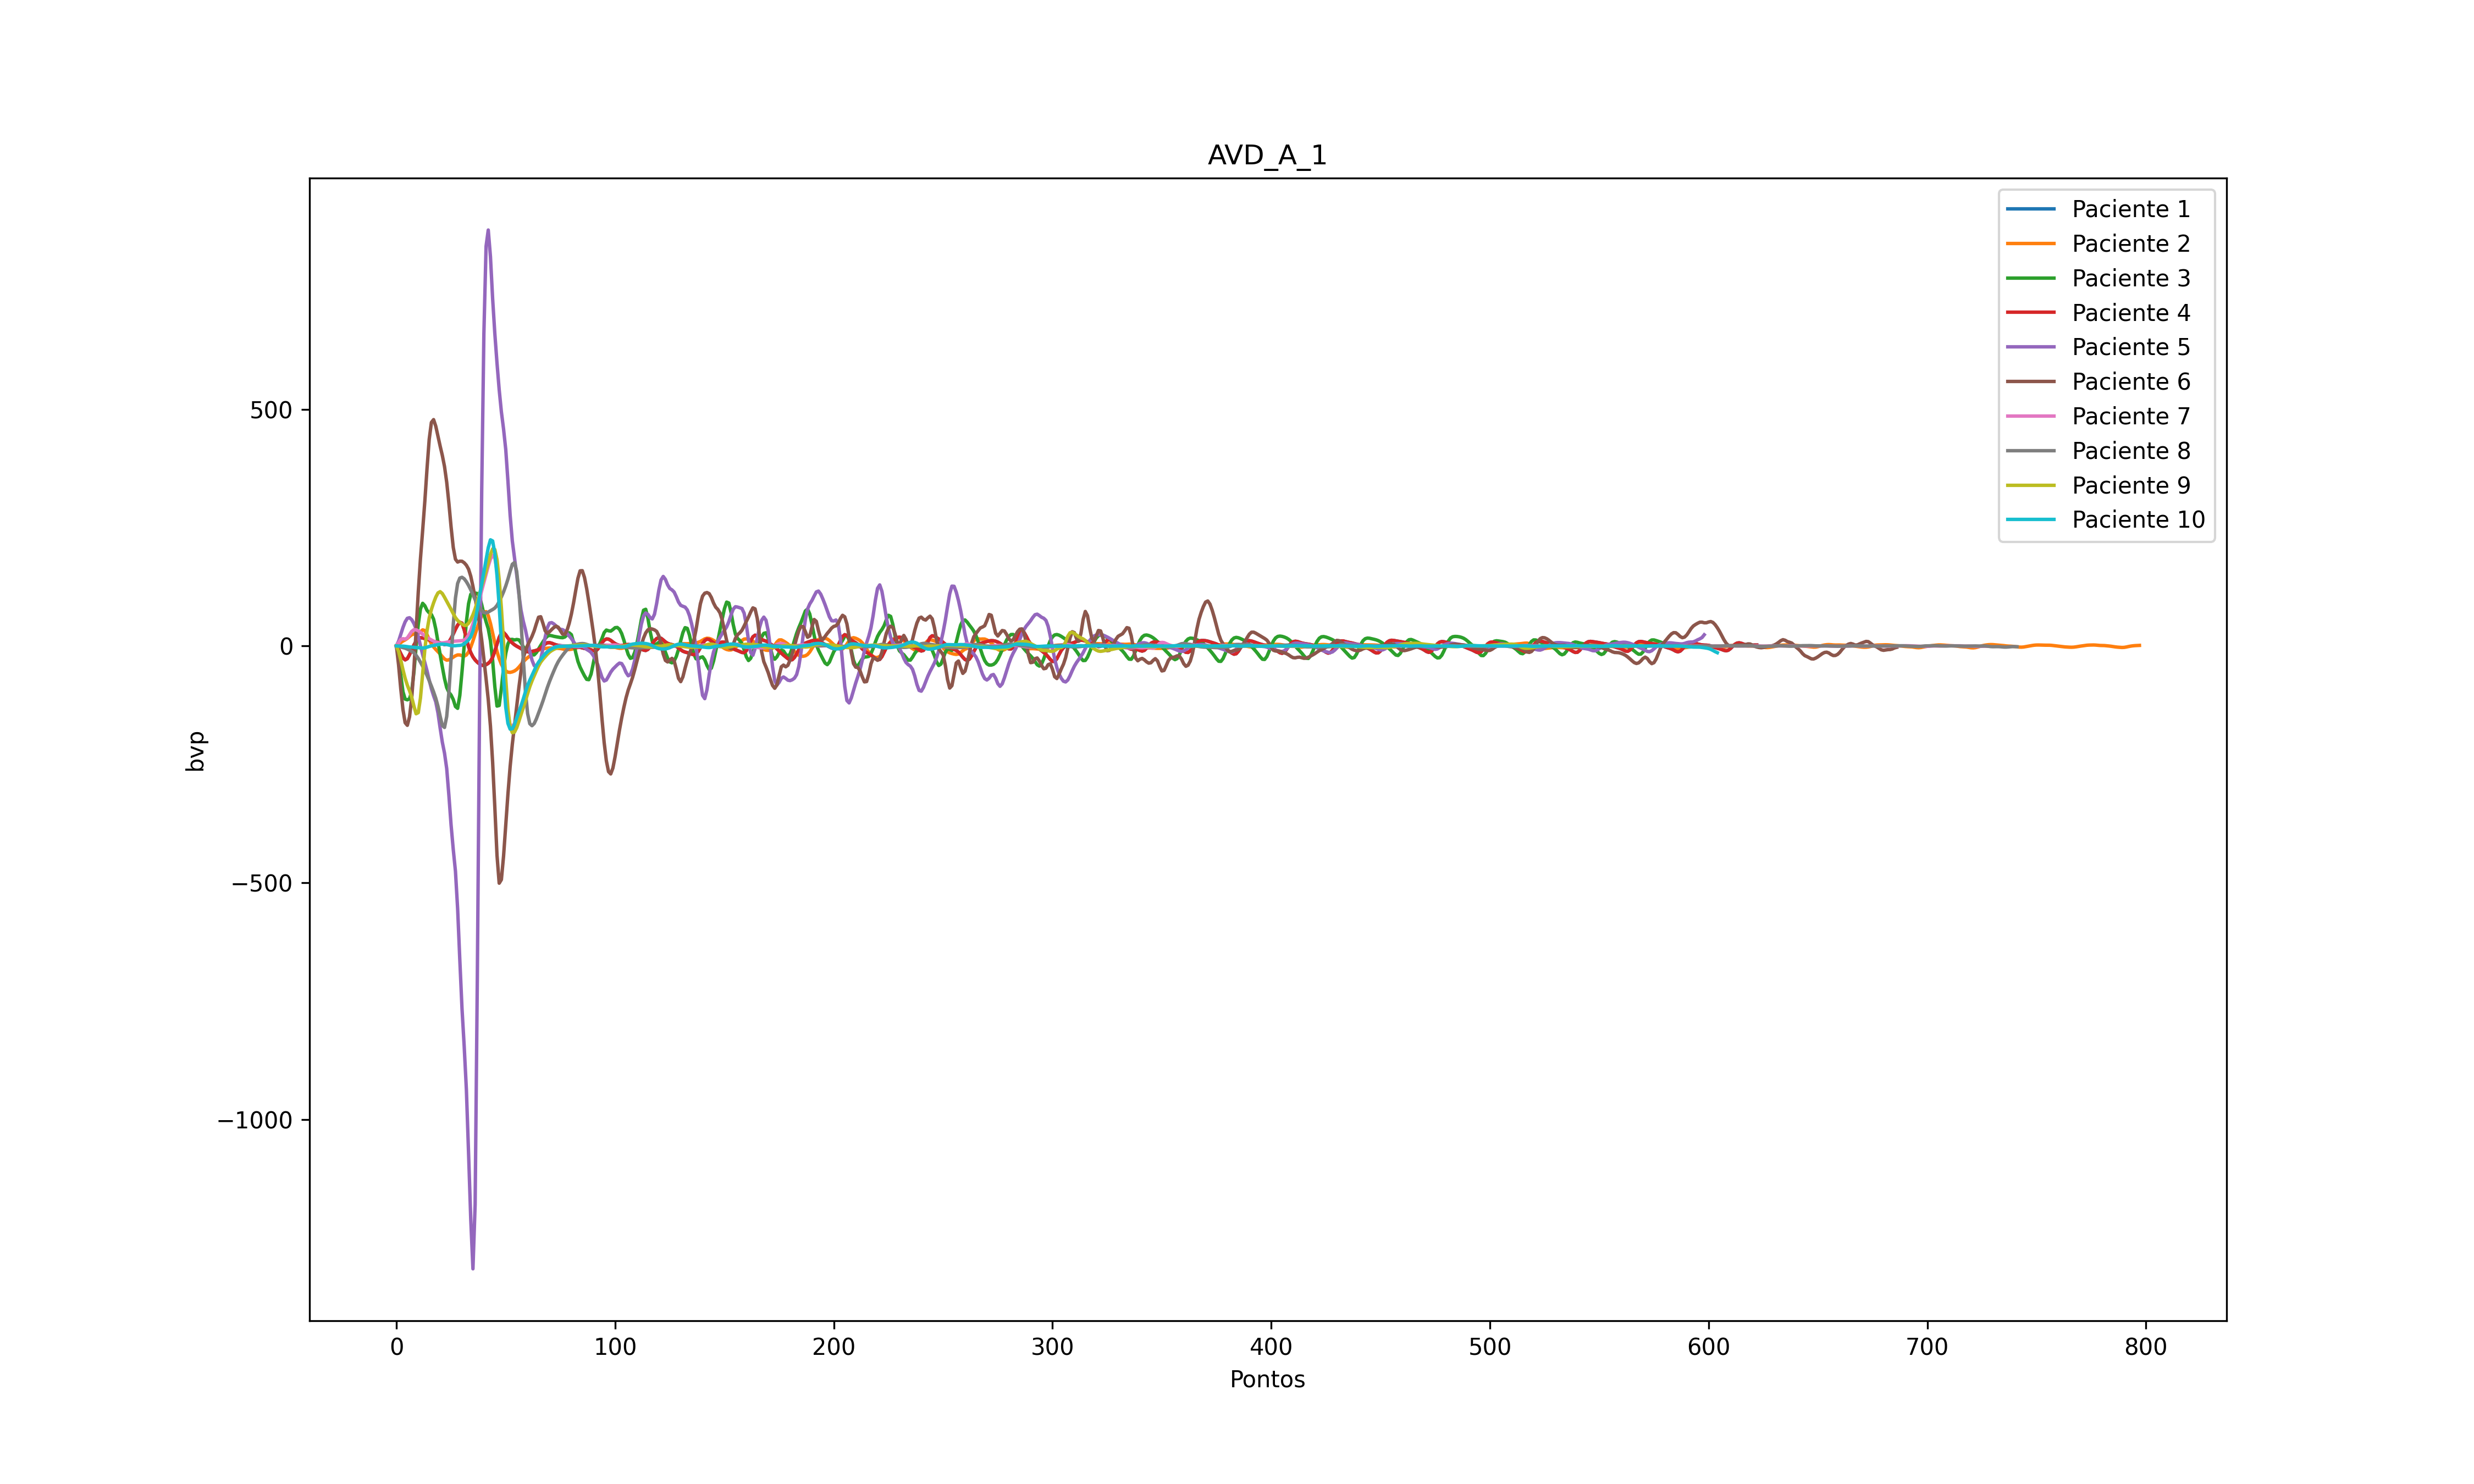 AVD_A_1
Paciente 1
Paciente 2
Paciente 3
Paciente 4
Paciente 5
Paciente 6
Paciente 7
Paciente 8
Paciente 9
Paciente 10
500
0
−500
−1000
bvp
0 100 200 300 400 500 600 700 800
Pontos